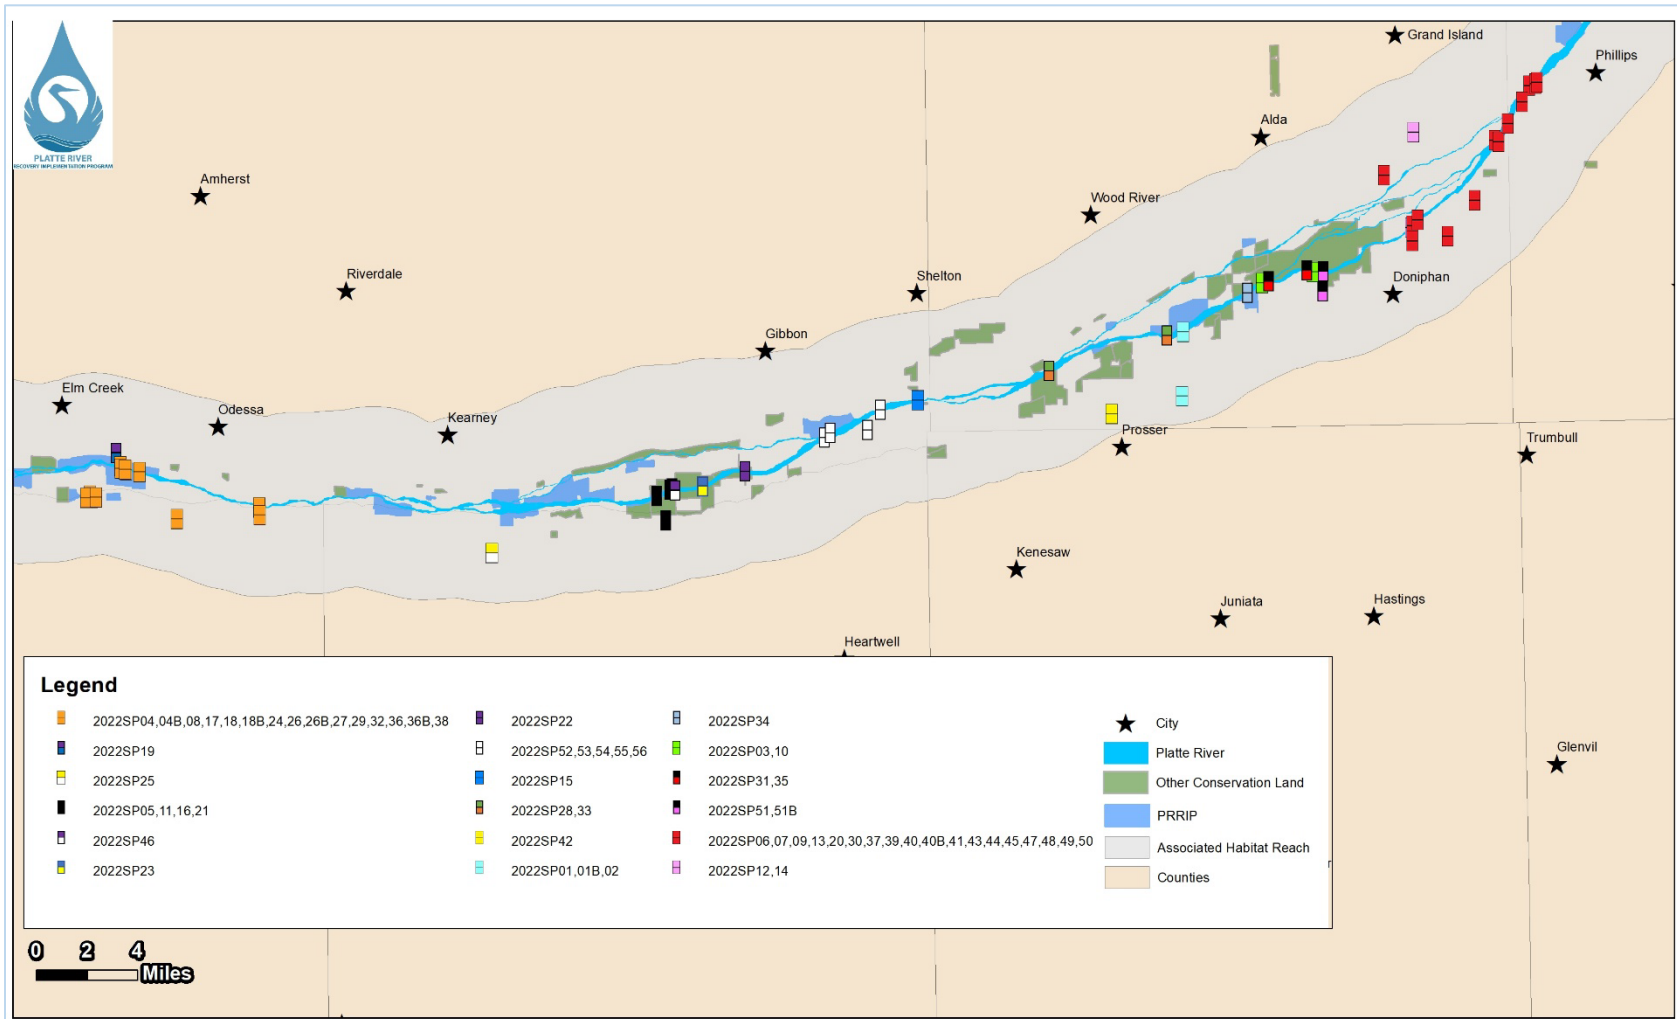 PLATTE RIVER
RECOVERY IMPLEMENTATION PROGRAM
Grand Island
Phillips
Alda
Amherst
Wood River
Riverdale
Shelton
Doniphan
Gibbon
Elm Creek
Odessa
Kearney
Prosser
Trumbull
Kenesaw
Juniata
Hastings
Heartwell
Glenvil
Legend
2022SP04,04B,08,17,18,18B,24,26,26B,27,29,32,36,36B,38
2022SP19
2022SP25
2022SP05,11,16,21
2022SP46
2022SP23
2022SP22
2022SP52,53,54,55,56
2022SP15
2022SP28,33
2022SP42
2022SP01,01B,02
2022SP34
2022SP03,10
2022SP31,35
2022SP51,51B
2022SP06,07,09,13,20,30,37,39,40,40B,41,43,44,45,47,48,49,50
2022SP12,14
City
Platte River
Other Conservation Land
PRRIP
Associated Habitat Reach
Counties
0 2 4
Miles